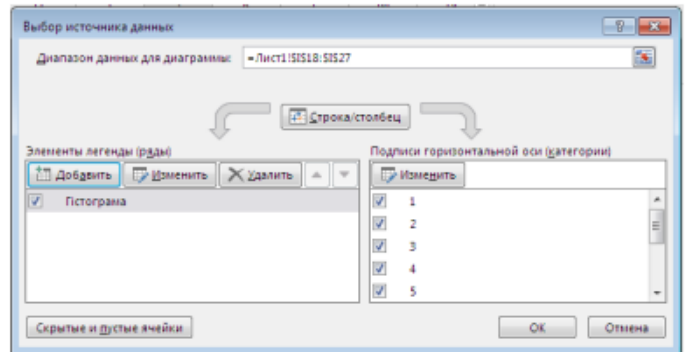 Выбор источника данных
Диапазон данных для диаграммы: =Лист1!$I$18:$I$27
Строка/столбец
Элементы легенды (ряды)
Подписи горизонтальной оси (категории)
Добавить Изменить Удалить
Изменить
Гістограма
1
2
3
4
5
Скрытые и пустые ячейки
ОК Отмена